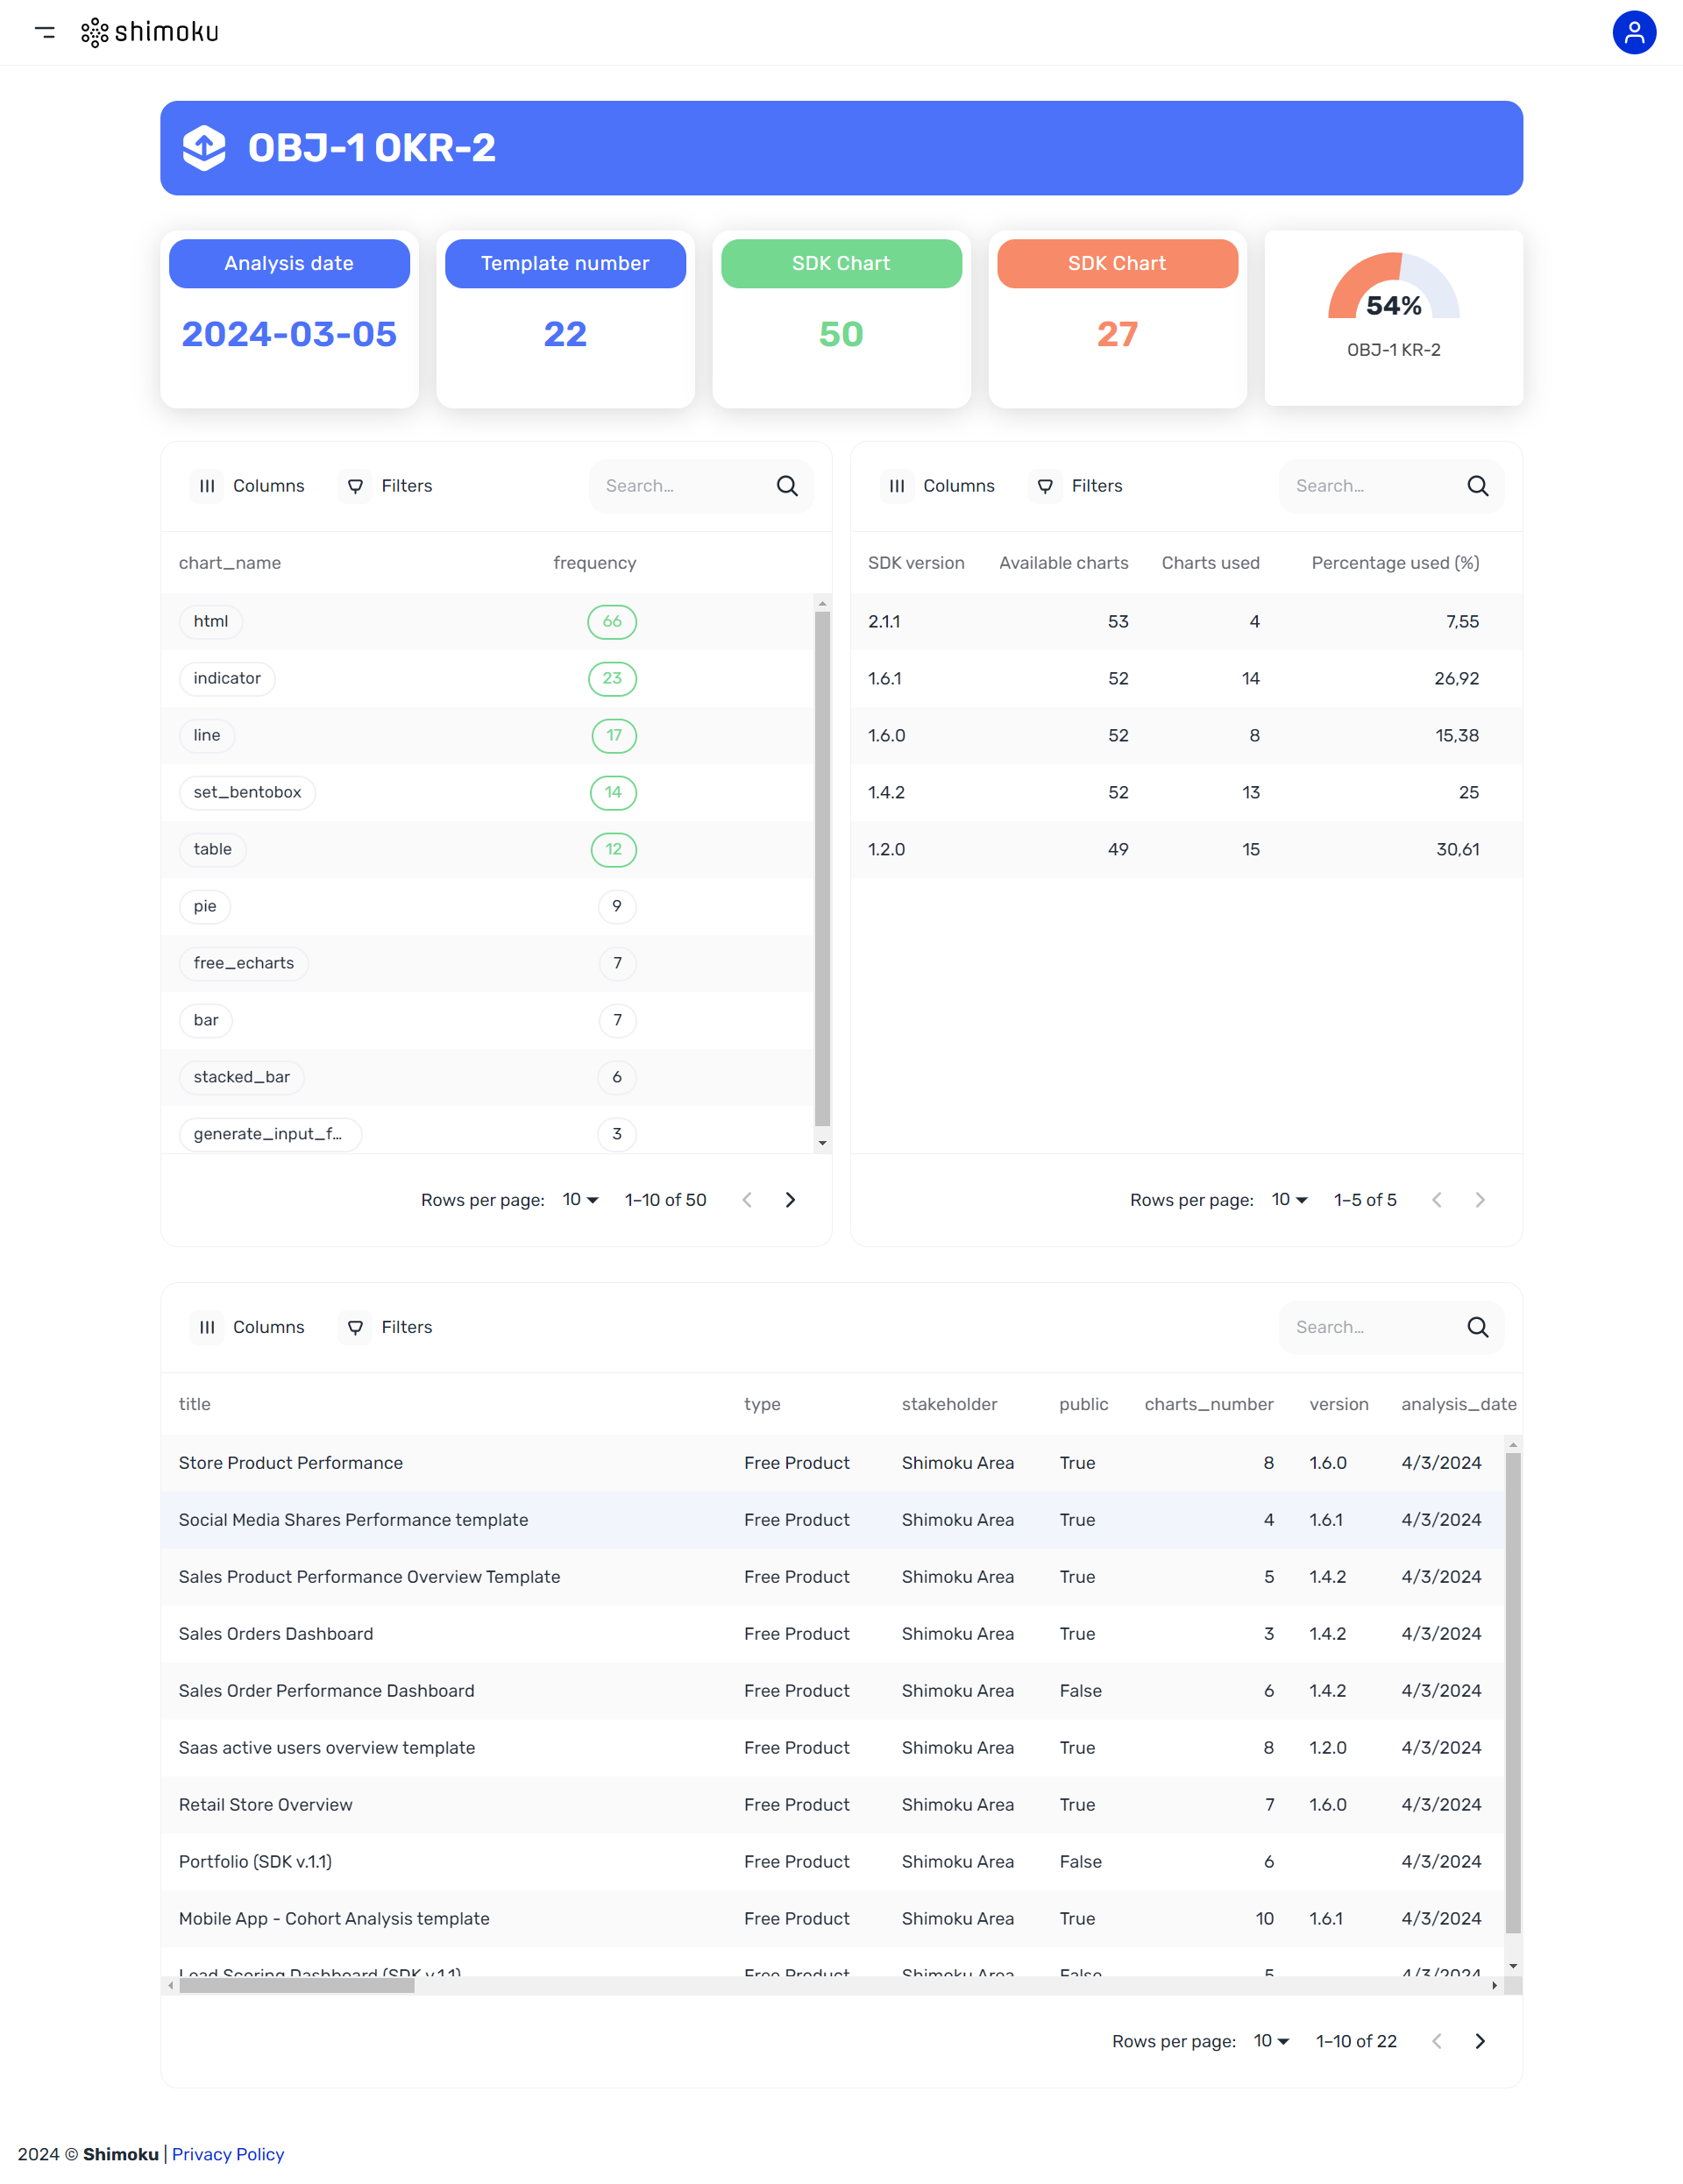 shimoku
OBJ-1 OKR-2
Analysis date
2024-03-05
Template number
22
SDK Chart
50
SDK Chart
27
54%
OBJ-1 KR-2
Columns
Filters
Search…
chart_name frequency
html 66
indicator 23
line 17
set_bentobox 14
table 12
pie 9
free_echarts 7
bar 7
stacked_bar 6
generate_input_f… 3
Rows per page: 10 1–10 of 50
Columns
Filters
Search…
SDK version Available charts Charts used Percentage used (%)
2.1.1 53 4 7,55
1.6.1 52 14 26,92
1.6.0 52 8 15,38
1.4.2 52 13 25
1.2.0 49 15 30,61
Rows per page: 10 1–5 of 5
Columns
Filters
Search…
title type stakeholder public charts_number version analysis_date
Store Product Performance Free Product Shimoku Area True 8 1.6.0 4/3/2024
Social Media Shares Performance template Free Product Shimoku Area True 4 1.6.1 4/3/2024
Sales Product Performance Overview Template Free Product Shimoku Area True 5 1.4.2 4/3/2024
Sales Orders Dashboard Free Product Shimoku Area True 3 1.4.2 4/3/2024
Sales Order Performance Dashboard Free Product Shimoku Area False 6 1.4.2 4/3/2024
Saas active users overview template Free Product Shimoku Area True 8 1.2.0 4/3/2024
Retail Store Overview Free Product Shimoku Area True 7 1.6.0 4/3/2024
Portfolio (SDK v.1.1) Free Product Shimoku Area False 6 4/3/2024
Mobile App - Cohort Analysis template Free Product Shimoku Area True 10 1.6.1 4/3/2024
Lead Scoring Dashboard (SDK v.1.1) Free Product Shimoku Area False 5 4/3/2024
Rows per page: 10 1–10 of 22
2024 © Shimoku | Privacy Policy